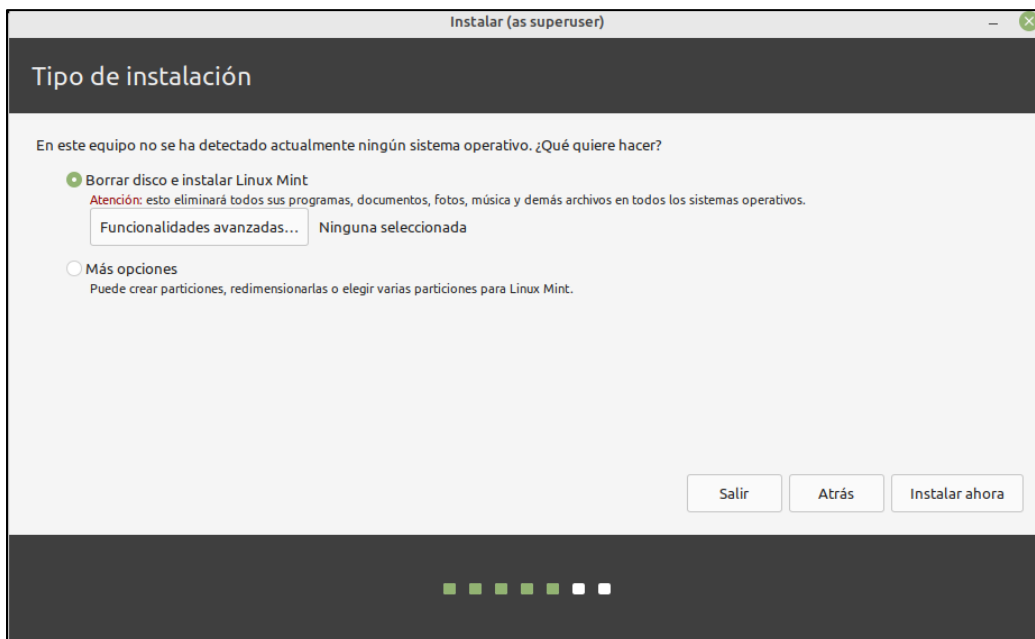 Instalar (as superuser)
Tipo de instalación
En este equipo no se ha detectado actualmente ningún sistema operativo. ¿Qué quiere hacer?
Borrar disco e instalar Linux Mint
Atención: esto eliminará todos sus programas, documentos, fotos, música y demás archivos en todos los sistemas operativos.
Funcionalidades avanzadas... Ninguna seleccionada
Más opciones
Puede crear particiones, redimensionarlas o elegir varias particiones para Linux Mint.
Salir Atrás Instalar ahora